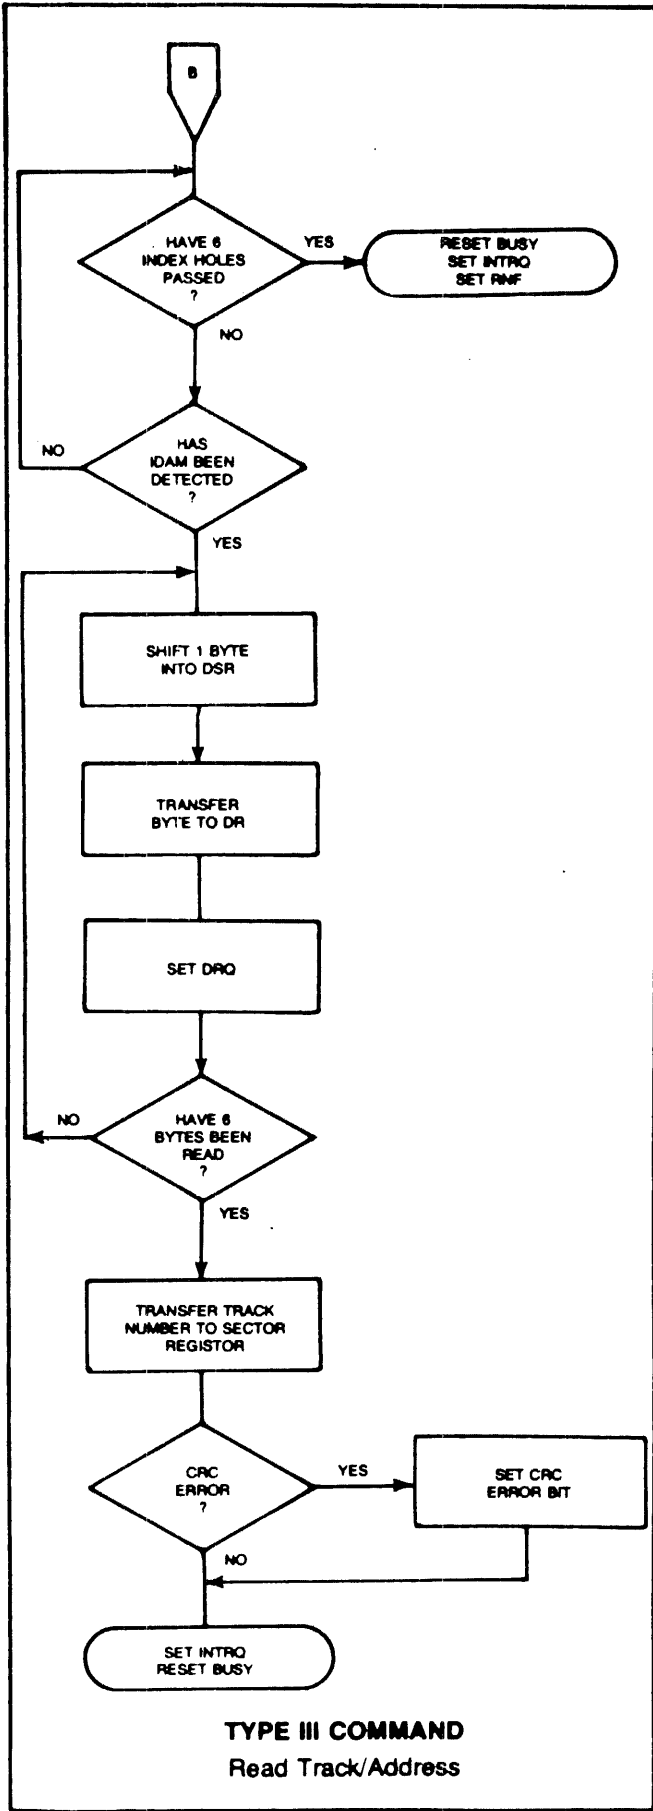 B
HAVE 6
INDEX HOLES
PASSED
?
YES
RESET BUSY
SET INTRQ
SET RNF
NO
HAS
IDAM BEEN
DETECTED
?
NO
YES
SHIFT 1 BYTE
INTO DSR
TRANSFER
BYTE TO DR
SET DRQ
HAVE 6
BYTES BEEN
READ
?
NO
YES
TRANSFER TRACK
NUMBER TO SECTOR
REGISTOR
CRC
ERROR
?
YES
SET CRC
ERROR BIT
NO
SET INTRQ
RESET BUSY
TYPE III COMMAND
Read Track/Address